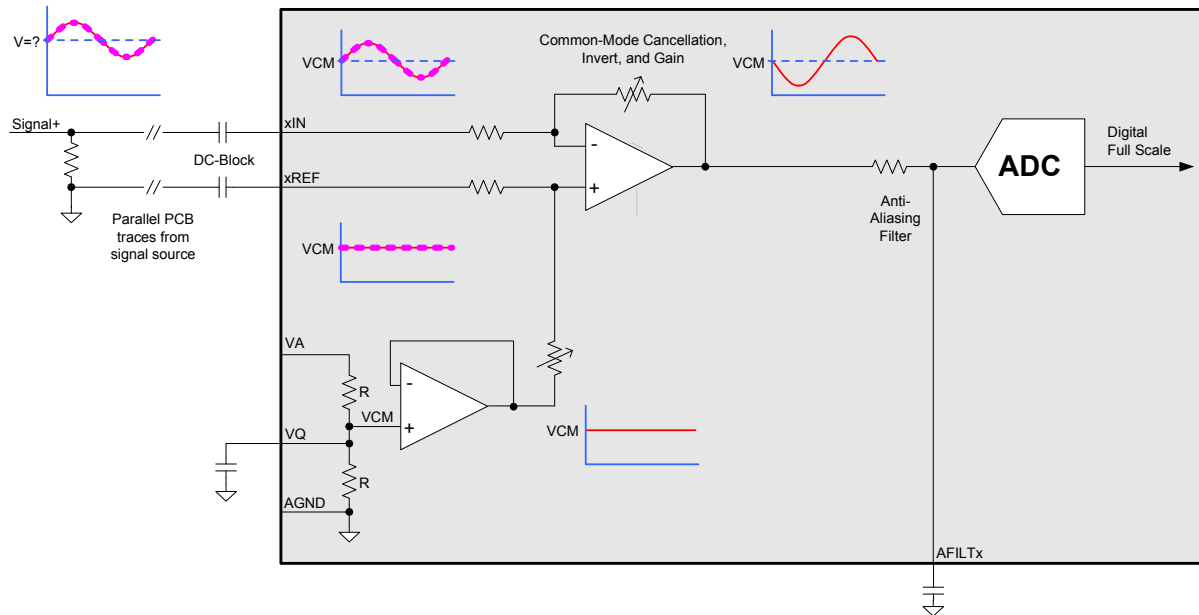 V=?
VCM
Common-Mode Cancellation,
Invert, and Gain
VCM
Signal+
xIN
DC-Block
xREF
-
+
ADC
Digital
Full Scale
Anti-
Aliasing
Filter
Parallel PCB
traces from
signal source
VCM
VA
R
-
VCM
+
VQ
VCM
R
AGND
AFILTx